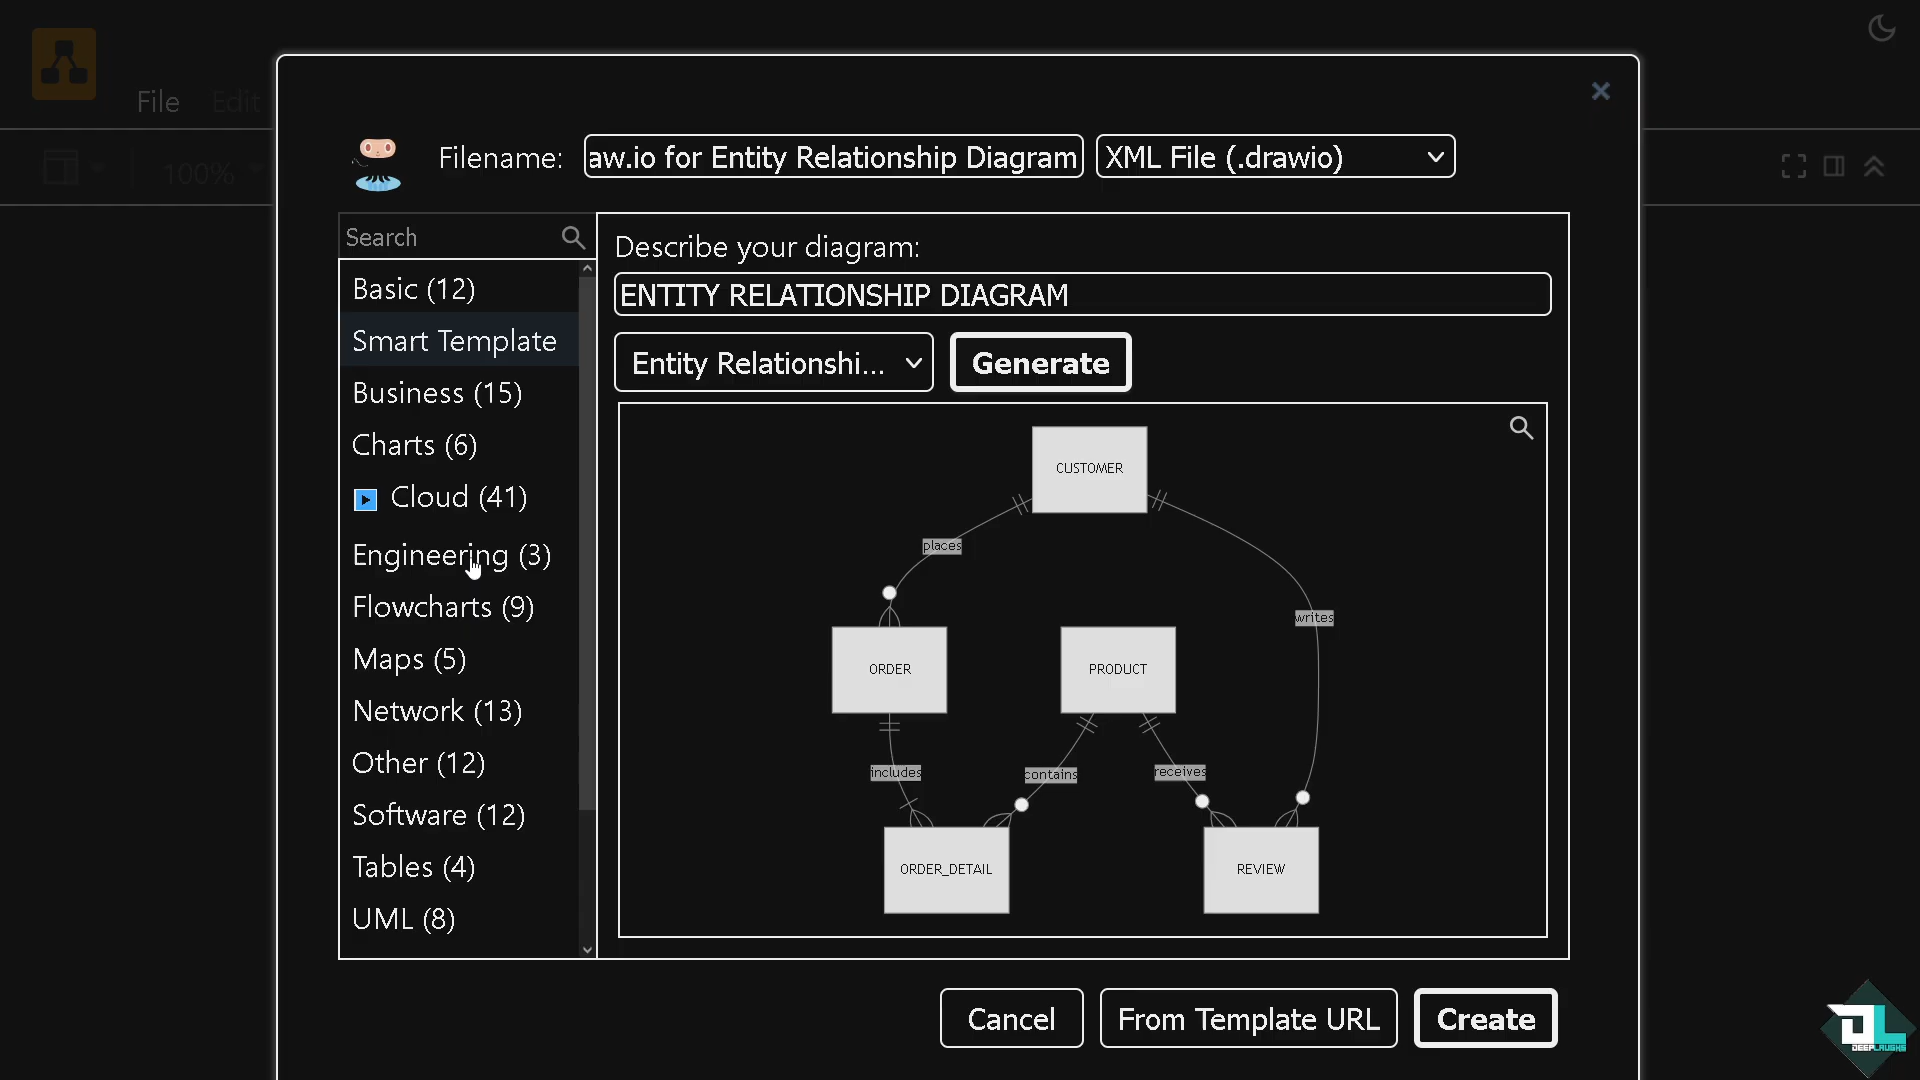 File Edit
100%
Filename: aw.io for Entity Relationship Diagram XML File (.drawio)
Search
Basic (12)
Smart Template
Business (15)
Charts (6)
Cloud (41)
Engineering (3)
Flowcharts (9)
Maps (5)
Network (13)
Other (12)
Software (12)
Tables (4)
UML (8)
Describe your diagram:
ENTITY RELATIONSHIP DIAGRAM
Entity Relationshi... Generate
CUSTOMER
places
writes
ORDER
PRODUCT
includes
contains
receives
ORDER_DETAIL
REVIEW
Cancel From Template URL Create
DL
DEEPLAUGHS